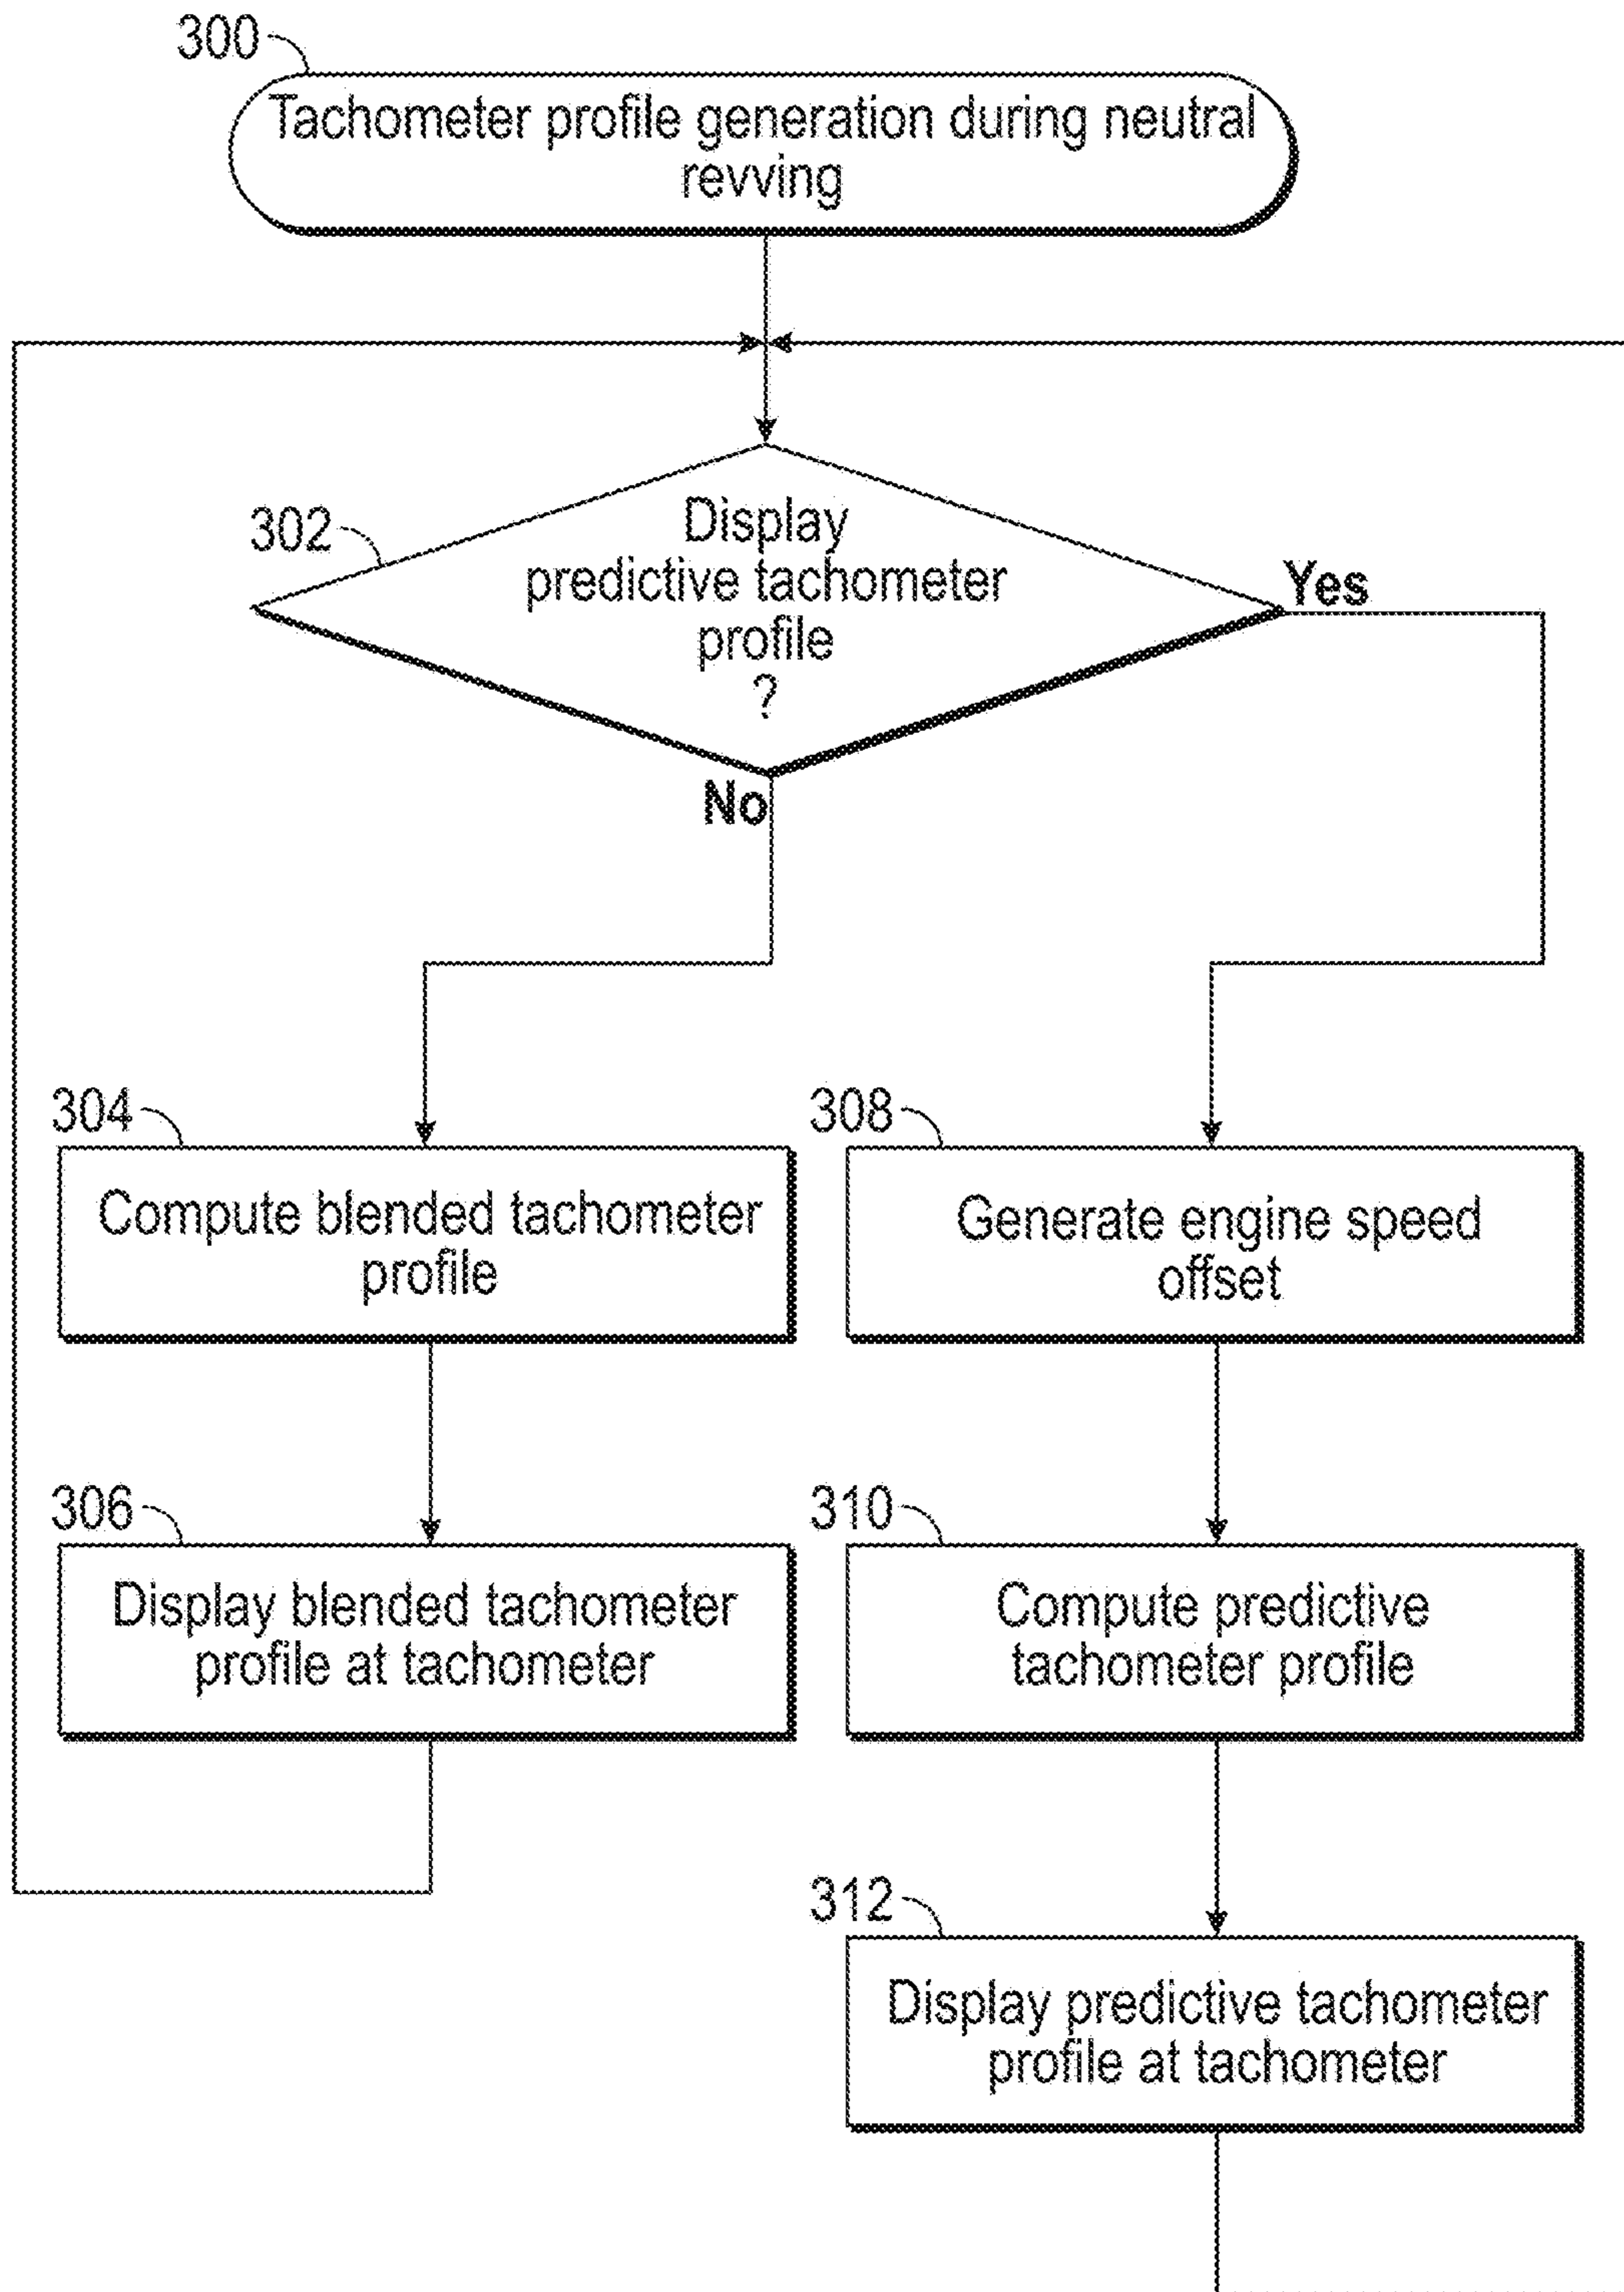 300
Tachometer profile generation during neutral
revving
302
Display
predictive tachometer
profile
?
Yes
No
304
Compute blended tachometer
profile
308
Generate engine speed
offset
306
Display blended tachometer
profile at tachometer
310
Compute predictive
tachometer profile
312
Display predictive tachometer
profile at tachometer